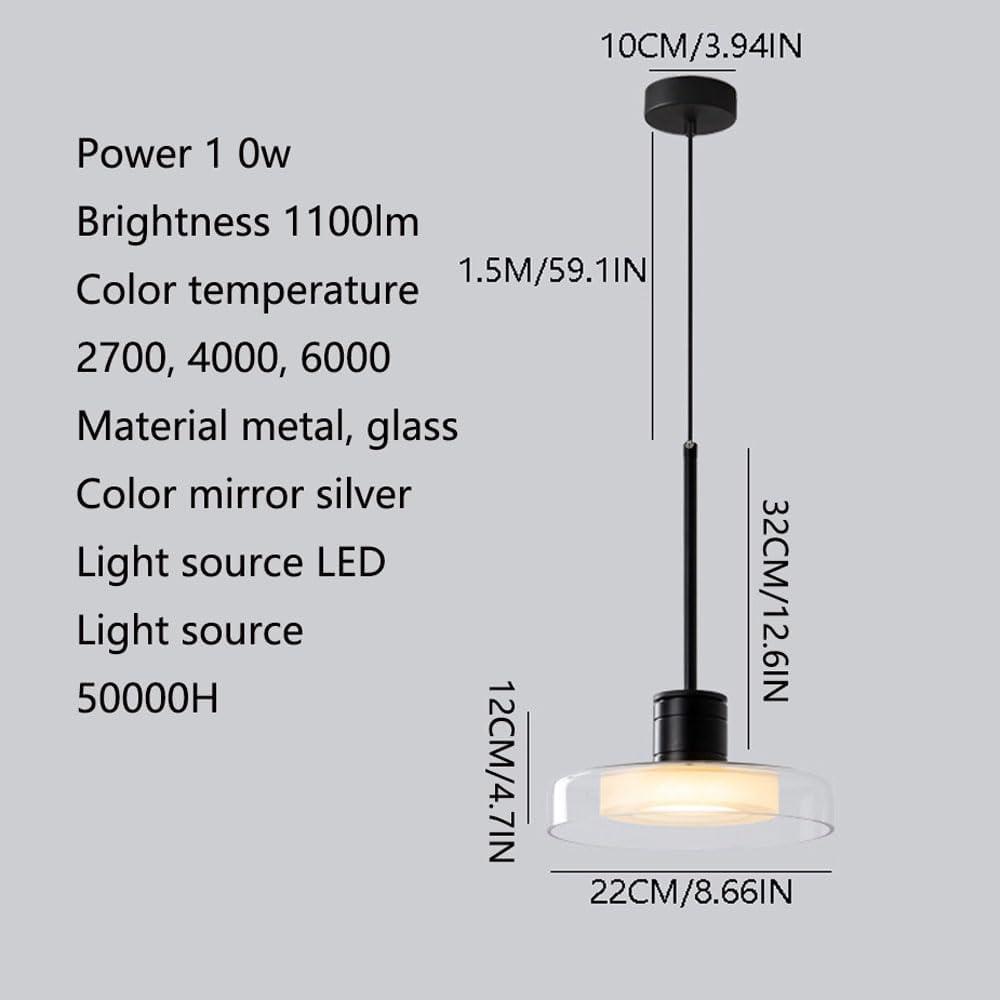 10CM/3.94IN
Power 1 0w
Brightness 1100lm
1.5M/59.1IN
Color temperature
2700, 4000, 6000
Material metal, glass
Color mirror silver
32CM/12.6IN
Light source LED
Light source
50000H
12CM/4.7IN
22CM/8.66IN